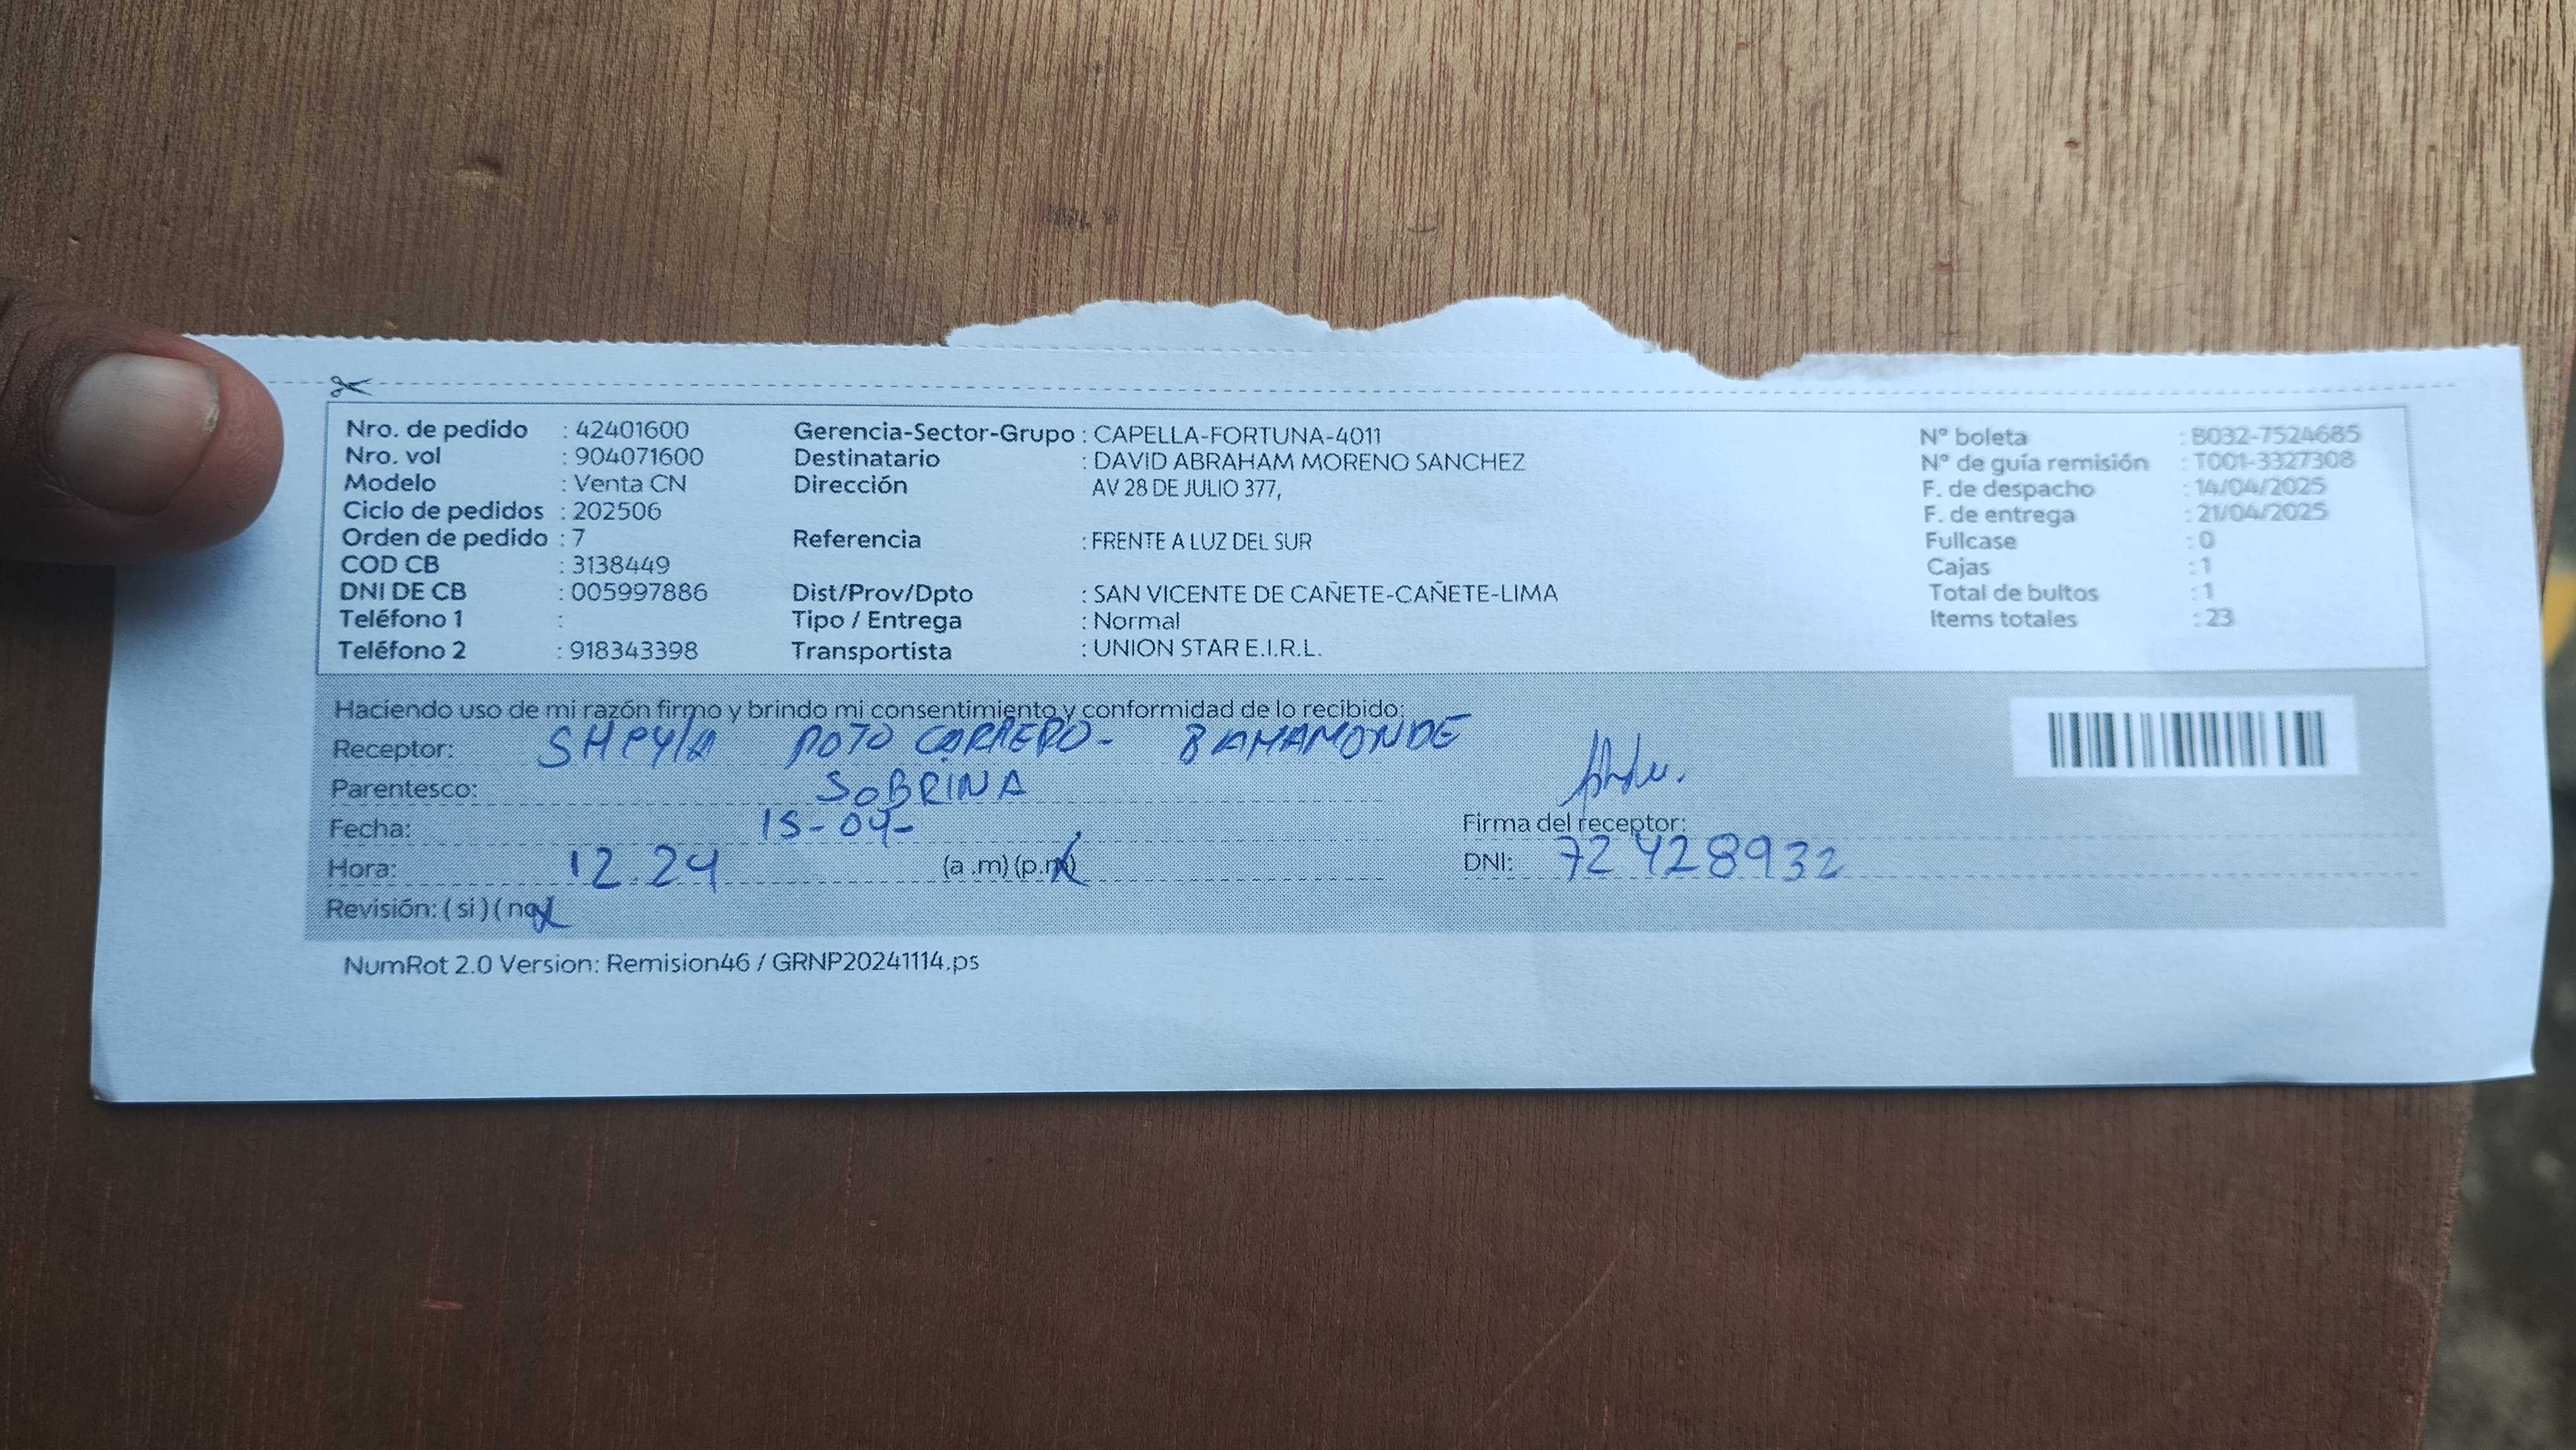 Nro. de pedido : 42401600
Nro. vol : 904071600
Modelo : Venta CN
Ciclo de pedidos : 202506
Orden de pedido : 7
COD CB : 3138449
DNI DE CB : 005997886
Teléfono 1 :
Teléfono 2 : 918343398
Gerencia-Sector-Grupo : CAPELLA-FORTUNA-4011
Destinatario : DAVID ABRAHAM MORENO SANCHEZ
Dirección AV 28 DE JULIO 377,
Referencia : FRENTE A LUZ DEL SUR
Dist/Prov/Dpto : SAN VICENTE DE CAÑETE-CAÑETE-LIMA
Tipo / Entrega : Normal
Transportista : UNION STAR E.I.R.L.
Nº boleta : B032-7524685
Nº de guía remisión : T001-3327308
F. de despacho : 14/04/2025
F. de entrega : 21/04/2025
Fullcase : 0
Cajas : 1
Total de bultos : 1
Items totales : 23
Haciendo uso de mi razón firmo y brindo mi consentimiento y conformidad de lo recibido:
Receptor: SHeylA
Parentesco: SOBRINA
Fecha: 15-04-
Hora: 12.24 (a .m) (p.m)
Revisión: ( si ) ( no )
Firma del receptor:
DNI: 72428932
NumRot 2.0 Version: Remision46 / GRNP20241114.ps